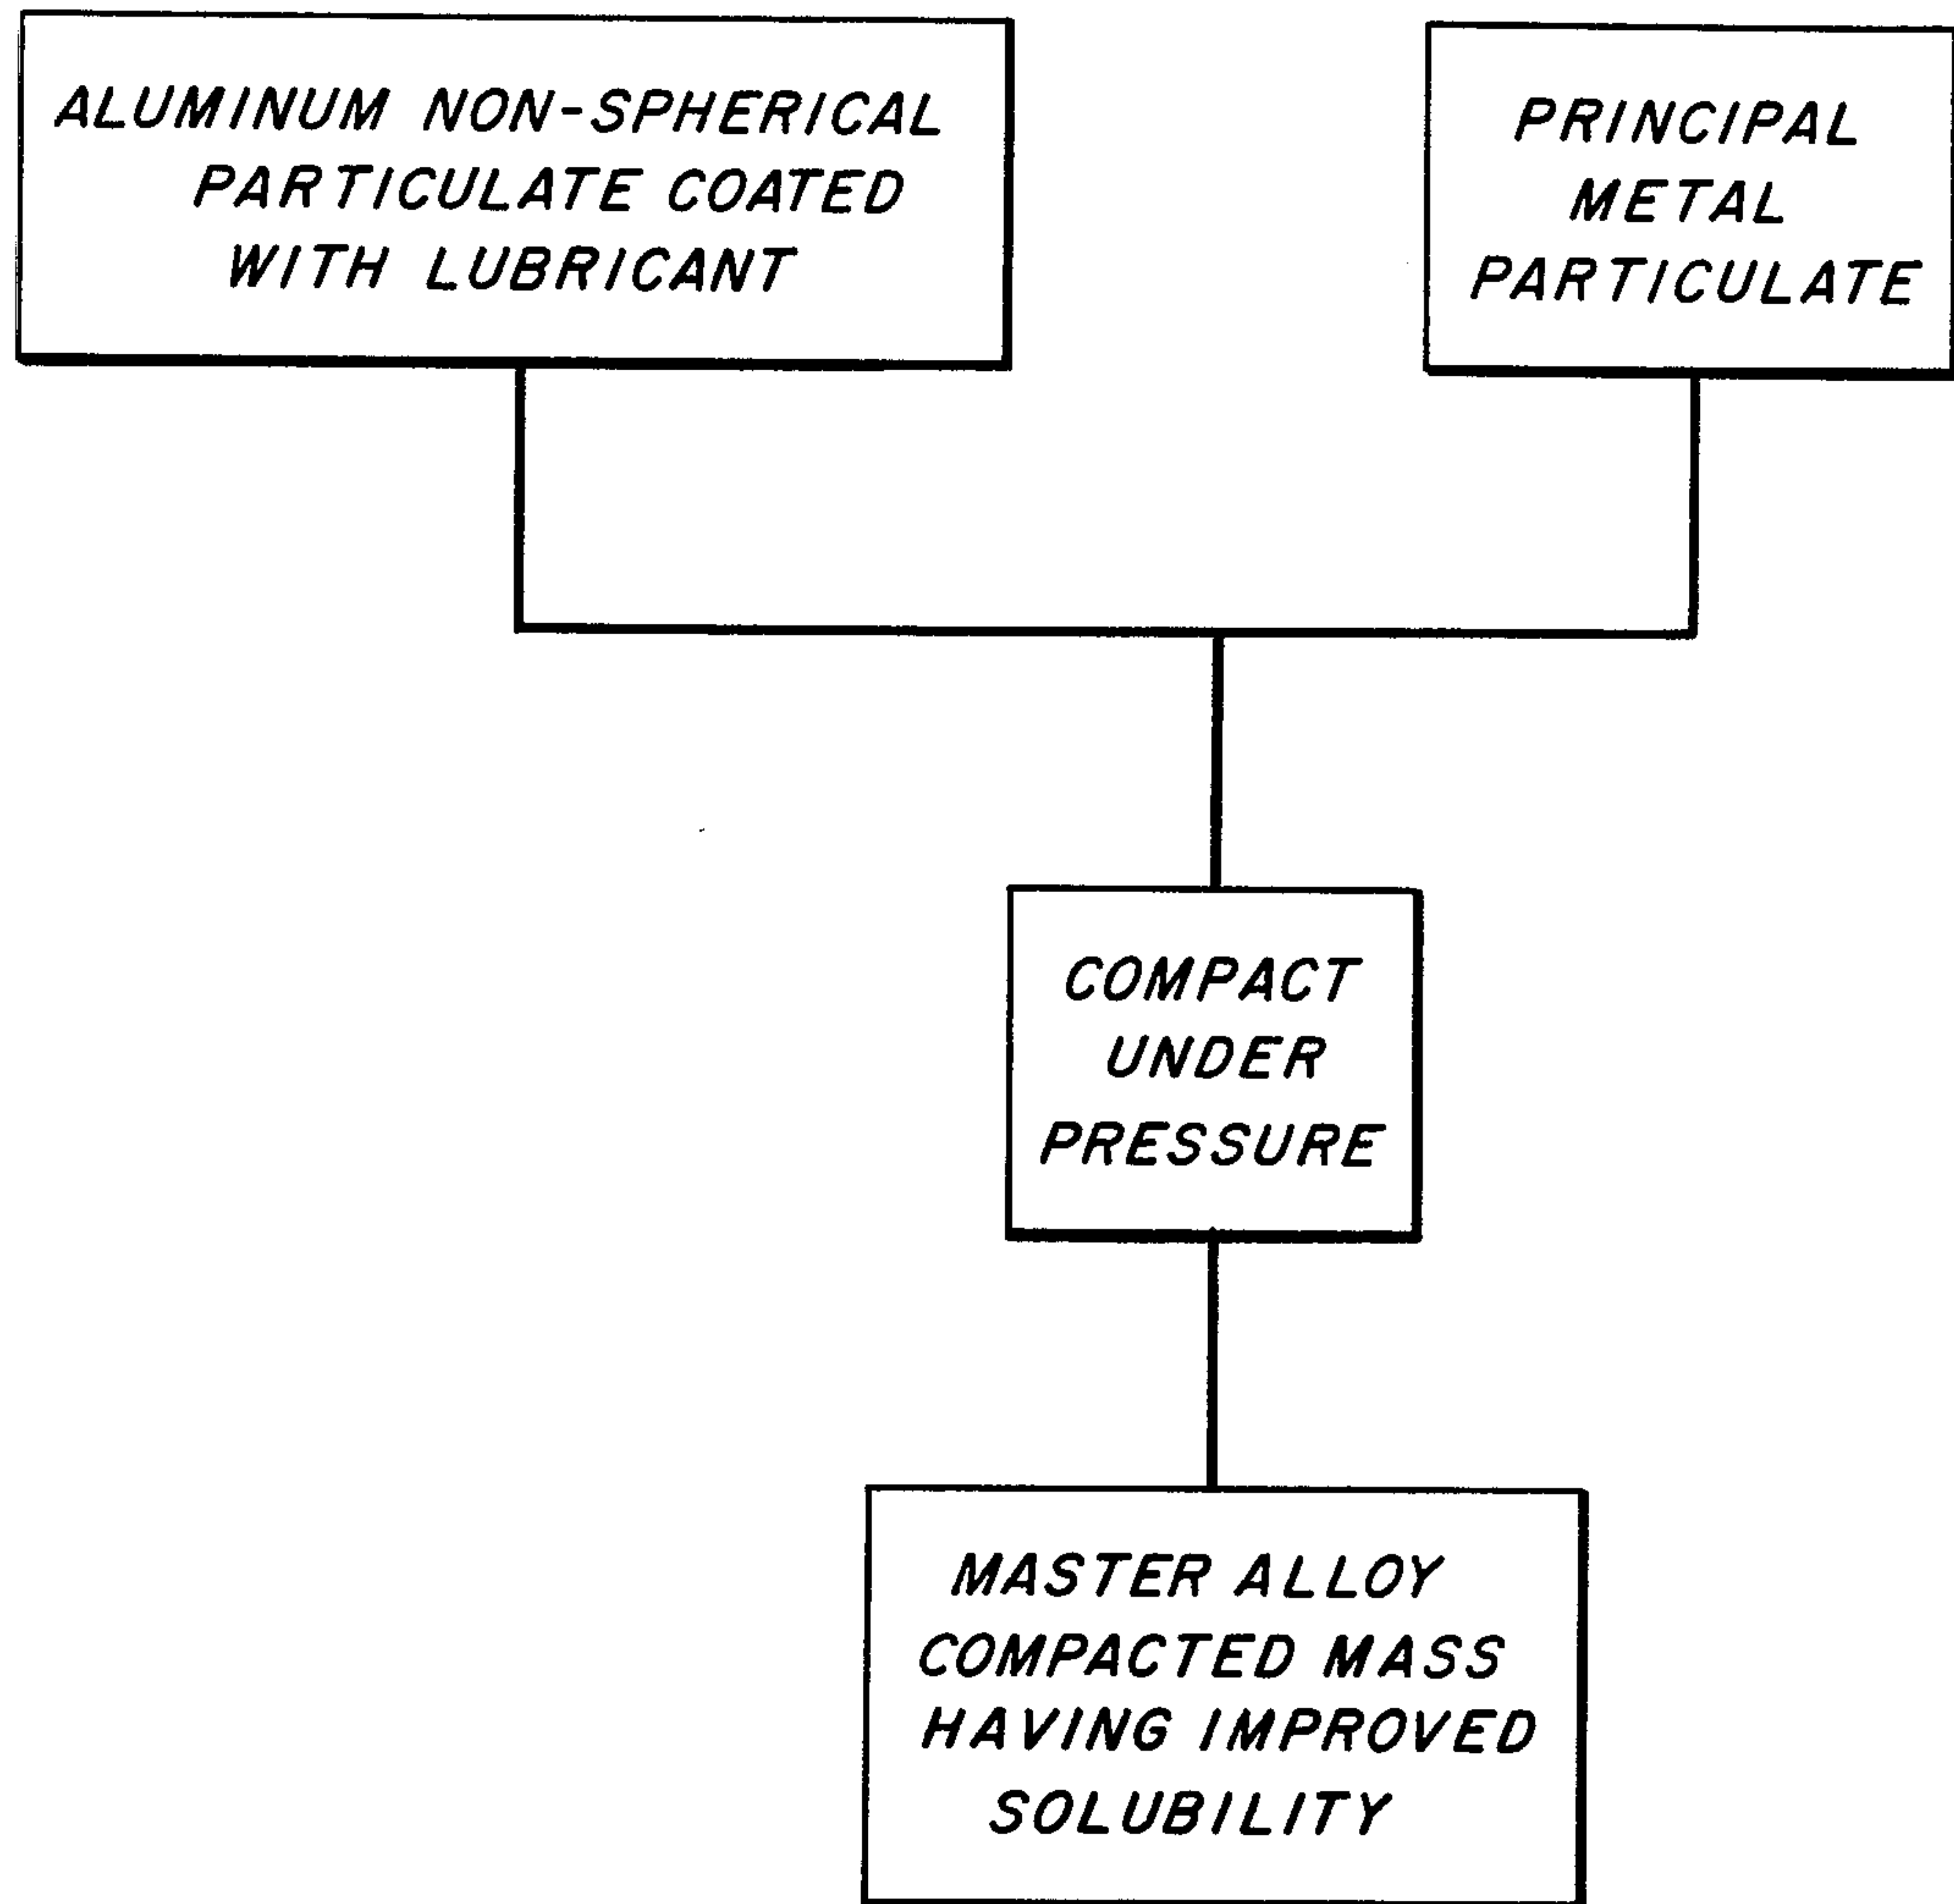 ALUMINUM NON-SPHERICAL
PARTICULATE COATED
WITH LUBRICANT
PRINCIPAL
METAL
PARTICULATE
COMPACT
UNDER
PRESSURE
MASTER ALLOY
COMPACTED MASS
HAVING IMPROVED
SOLUBILITY